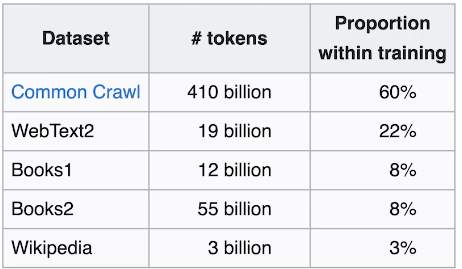 Dataset # tokens Proportion within training
Common Crawl 410 billion 60%
WebText2 19 billion 22%
Books1 12 billion 8%
Books2 55 billion 8%
Wikipedia 3 billion 3%